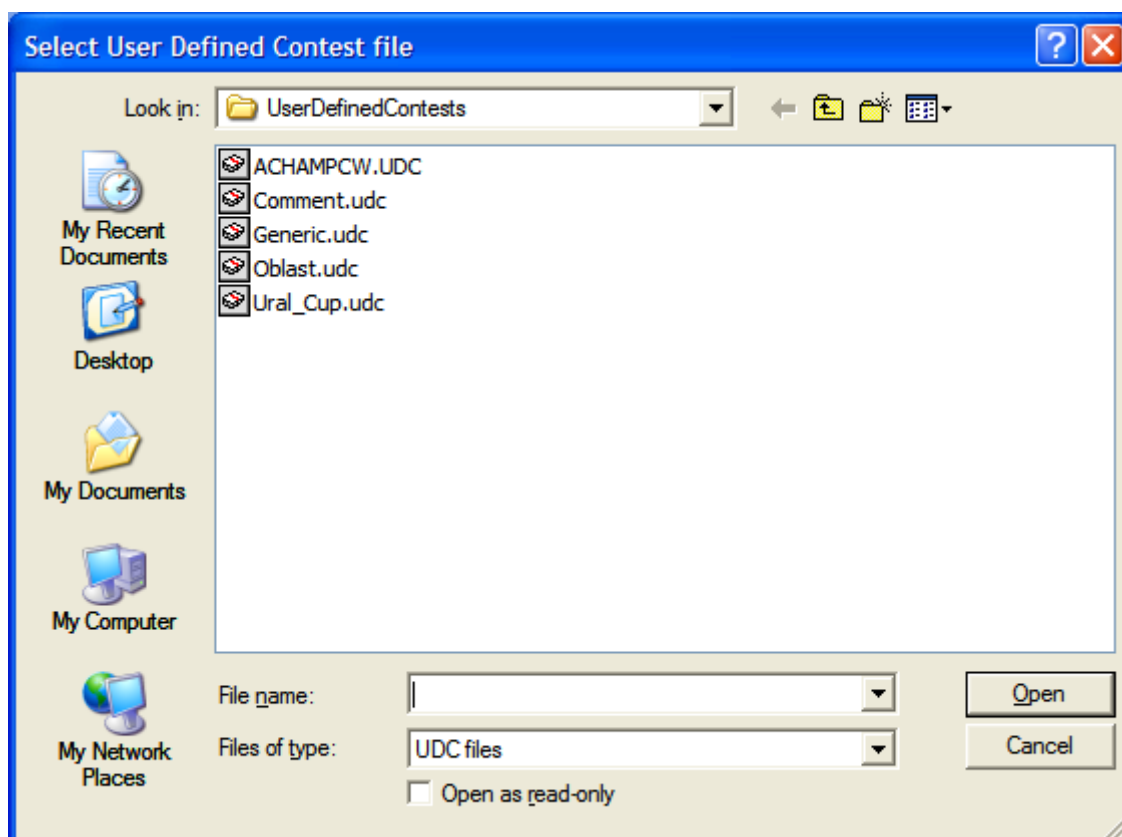 Select User Defined Contest file
Look in: UserDefinedContests
ACHAMPCW.UDC
Comment.udc
Generic.udc
Oblast.udc
Ural_Cup.udc
My Recent
Documents
Desktop
My Documents
My Computer
My Network
Places
File name:
Open
Files of type: UDC files
Cancel
Open as read-only